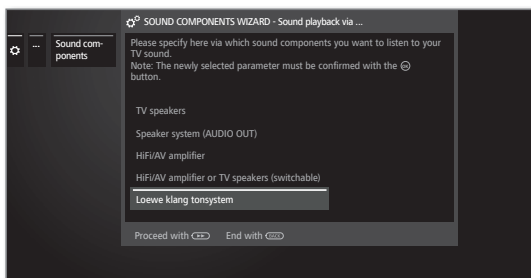 SOUND COMPONENTS WIZARD - Sound playback via ...
...
Sound com-
ponents
Please specify here via which sound components you want to listen to your
TV sound.
Note: The newly selected parameter must be confirmed with the OK
button.
TV speakers
Speaker system (AUDIO OUT)
HiFi/AV amplifier
HiFi/AV amplifier or TV speakers (switchable)
Loewe klang tonsystem
Proceed with End with BACK